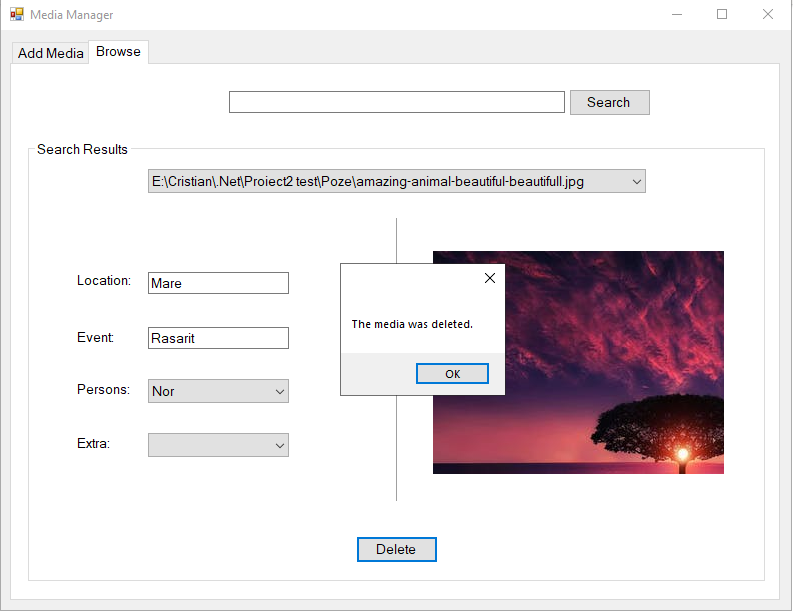 Media Manager
Add Media
Browse
Search
Search Results
E:\Cristian\.Net\Proiect2 test\Poze\amazing-animal-beautiful-beautifull.jpg
Location:
Mare
The media was deleted.
Event:
Rasarit
OK
Persons:
Nor
Extra:
Delete